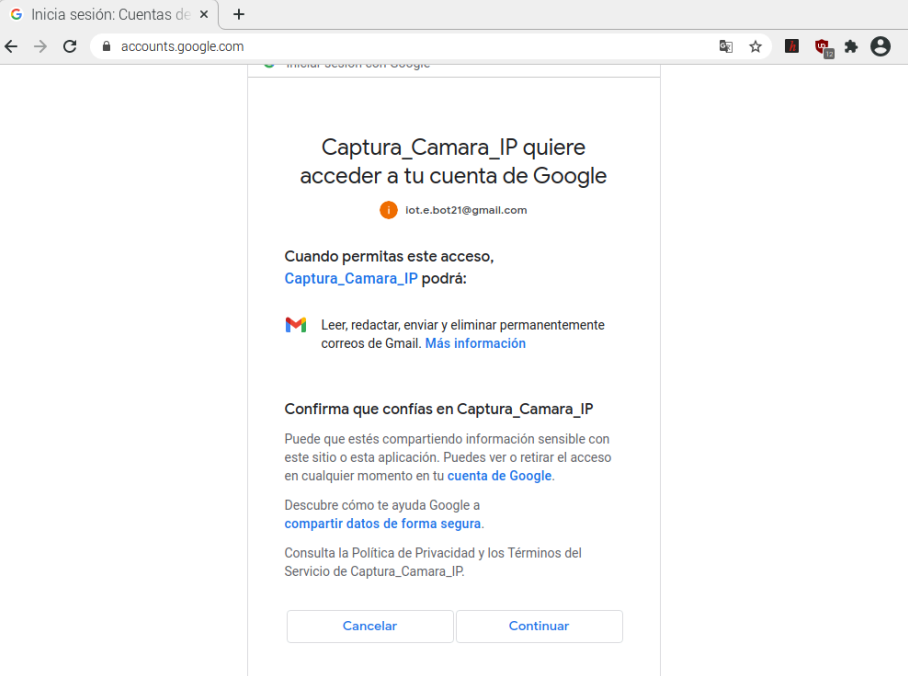 Inicia sesión: Cuentas de
accounts.google.com
12
Iniciar sesión con Google
Captura_Camara_IP quiere
acceder a tu cuenta de Google
i
iot.e.bot21@gmail.com
Cuando permitas este acceso,
Captura_Camara_IP podrá:
Leer, redactar, enviar y eliminar permanentemente
correos de Gmail. Más información
Confirma que confías en Captura_Camara_IP
Puede que estés compartiendo información sensible con
este sitio o esta aplicación. Puedes ver o retirar el acceso
en cualquier momento en tu cuenta de Google.
Descubre cómo te ayuda Google a
compartir datos de forma segura.
Consulta la Política de Privacidad y los Términos del
Servicio de Captura_Camara_IP.
Cancelar
Continuar